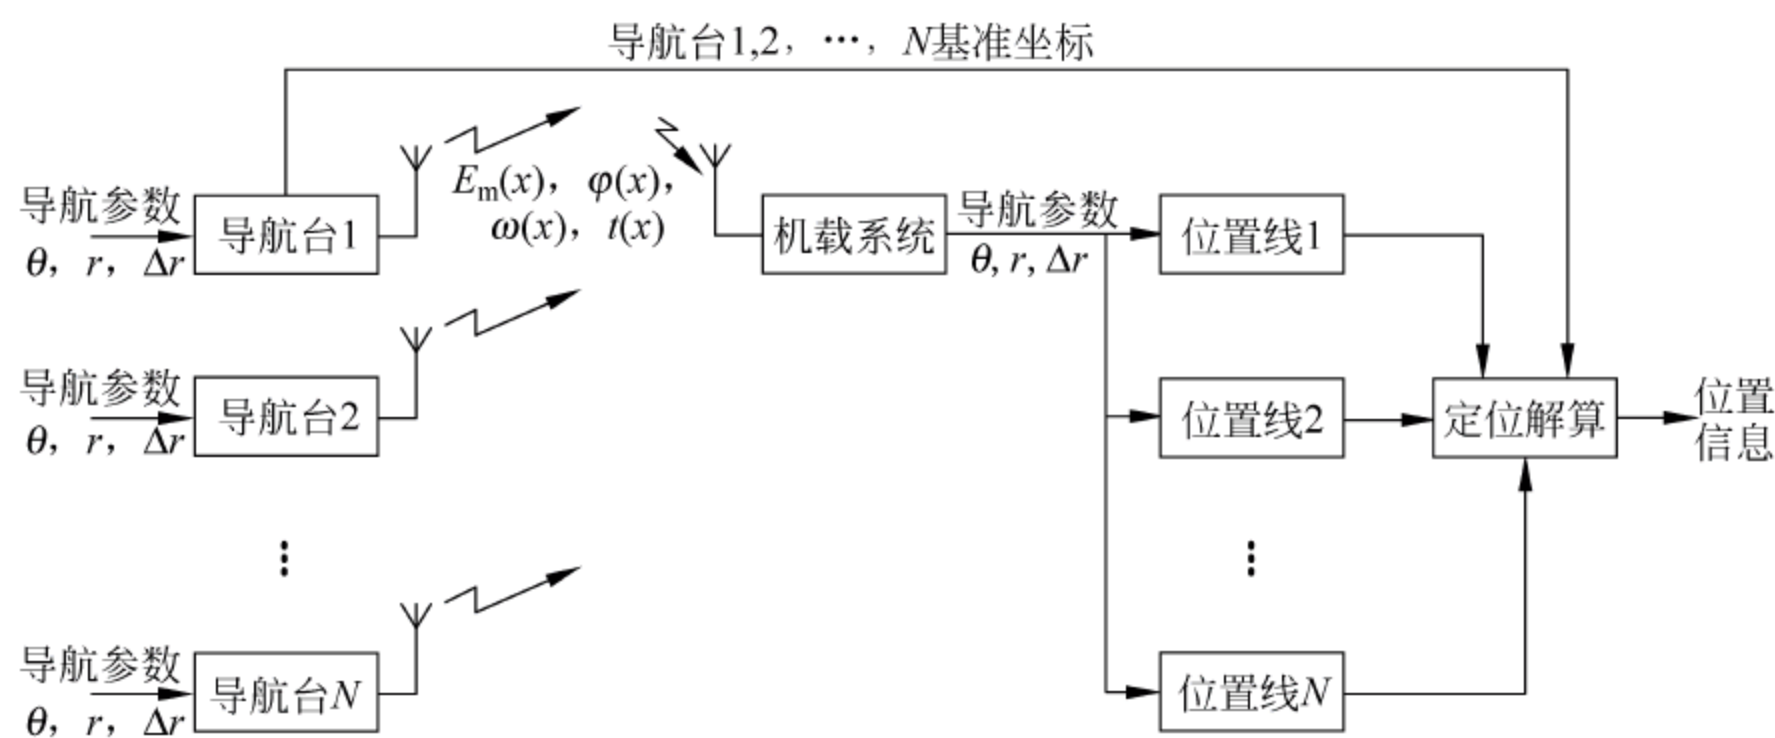 导航台1,2，…，N基准坐标
导航参数
θ，r，Δr
导航台1
Em(x)，φ(x)，
ω(x)，t(x)
机载系统
导航参数
θ, r, Δr
位置线1
导航参数
θ，r，Δr
导航台2
位置线2
定位解算
位置
信息
导航参数
θ，r，Δr
导航台N
位置线N